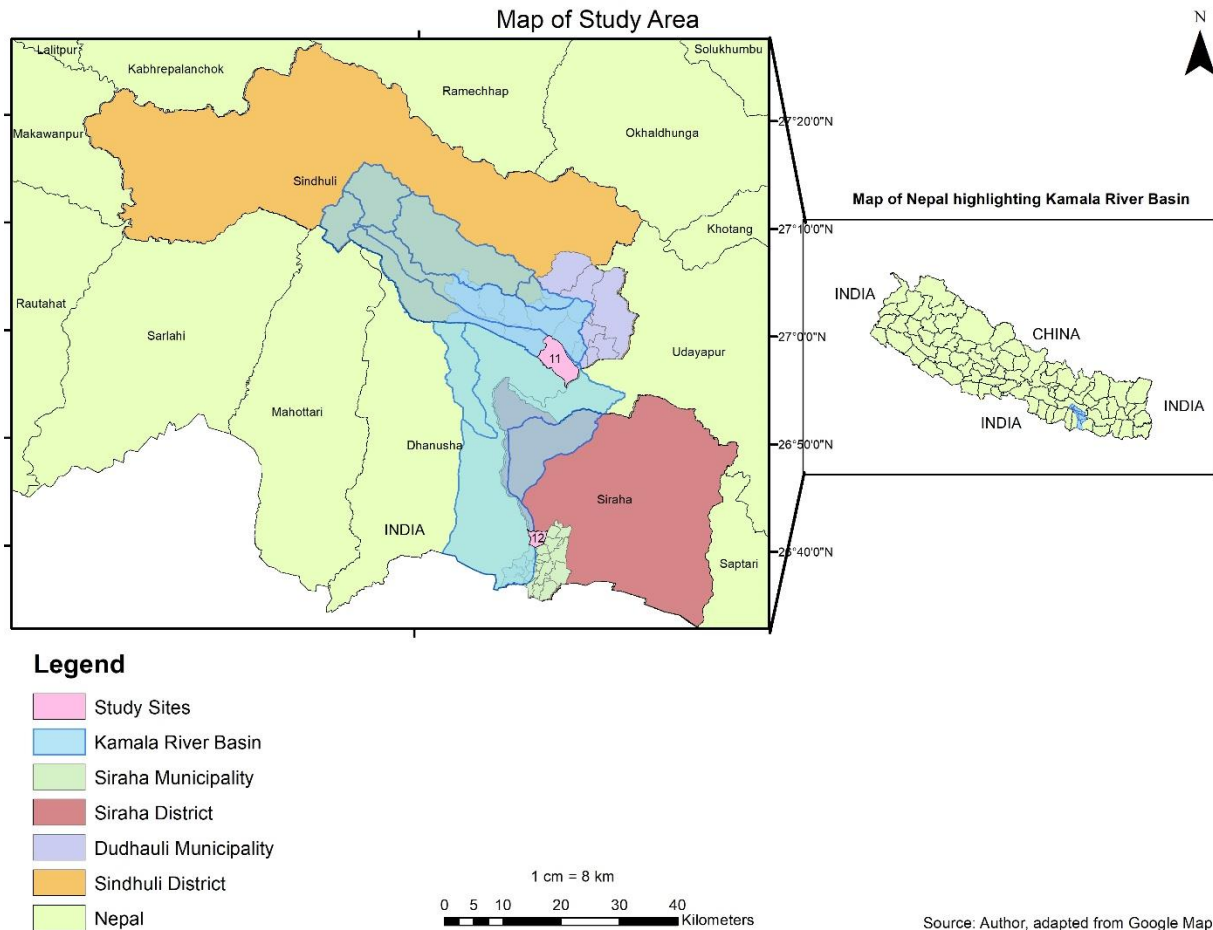 Map of Study Area
N
Lalitpur
Kabhrepalanchok
Solukhumbu
Ramechhap
Makawanpur
Okhaldhunga
27°20'0"N
Sindhuli
Map of Nepal highlighting Kamala River Basin
27°10'0"N
Khotang
Rautahat
Sarlahi
INDIA
CHINA
27°0'0"N
11
Udayapur
Mahottari
INDIA
INDIA
Dhanusha
26°50'0"N
Siraha
INDIA
12
26°40'0"N
Saptari
Legend
Study Sites
Kamala River Basin
Siraha Municipality
Siraha District
Dudhauli Municipality
Sindhuli District
Nepal
1 cm = 8 km
0 5 10 20 30 40
Kilometers
Source: Author, adapted from Google Map